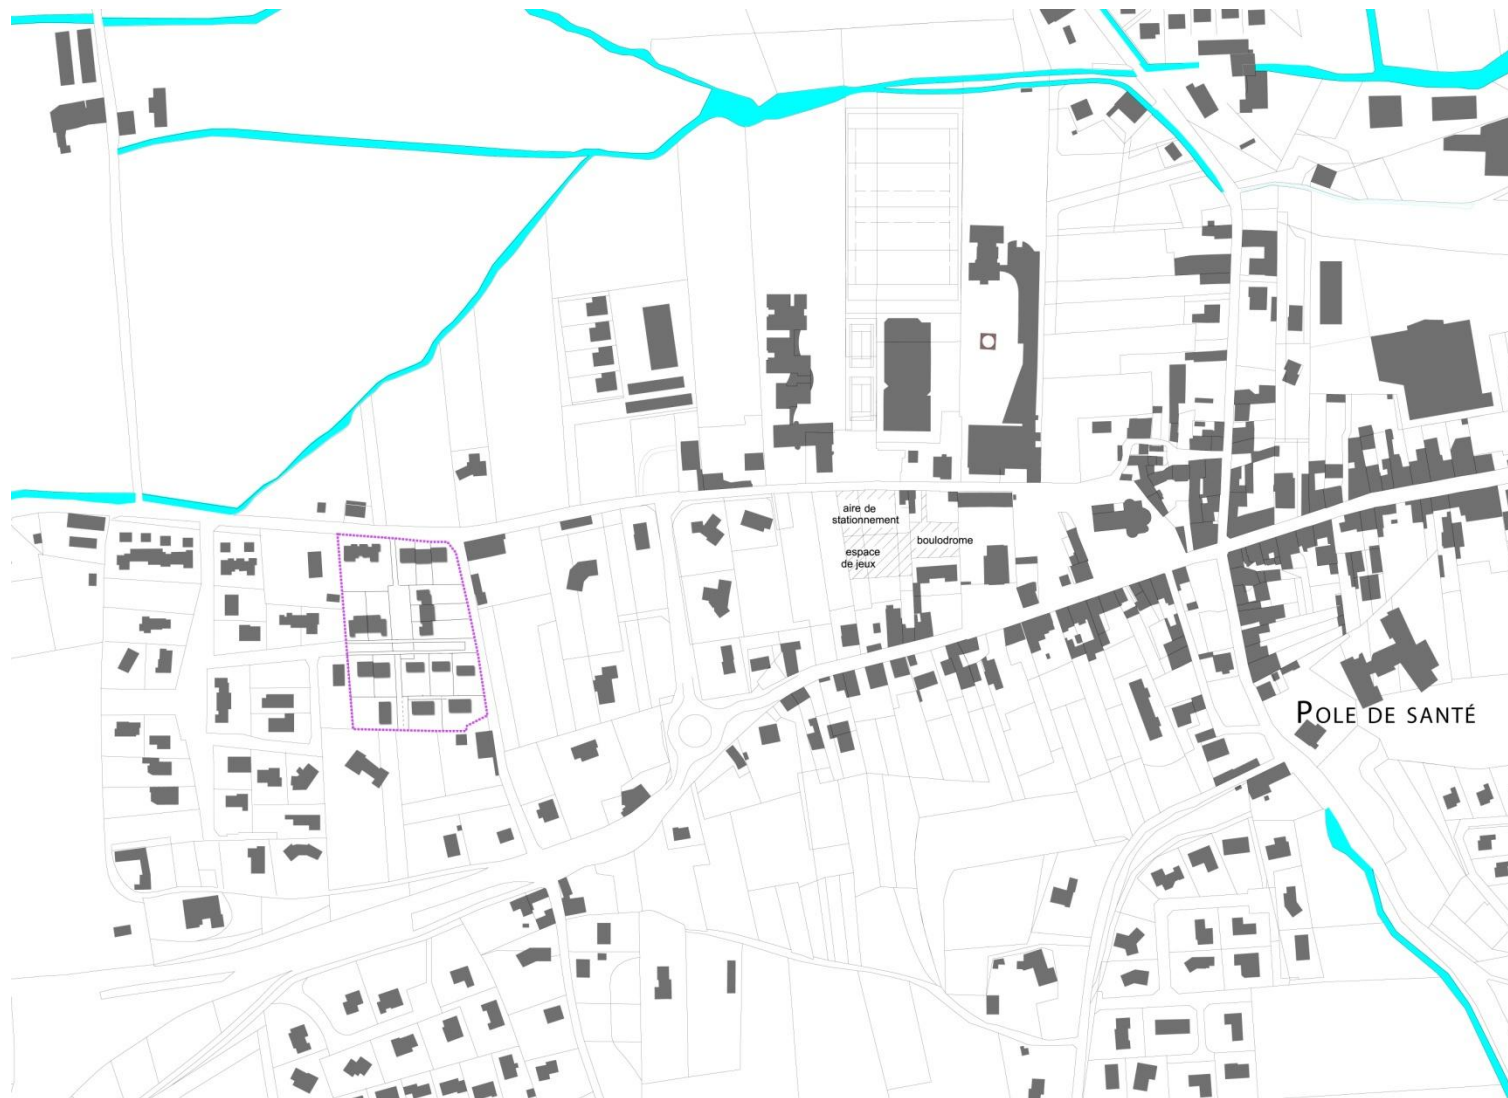 aire de
stationnement
boulodrome
espace
de jeux
POLE DE SANTÉ